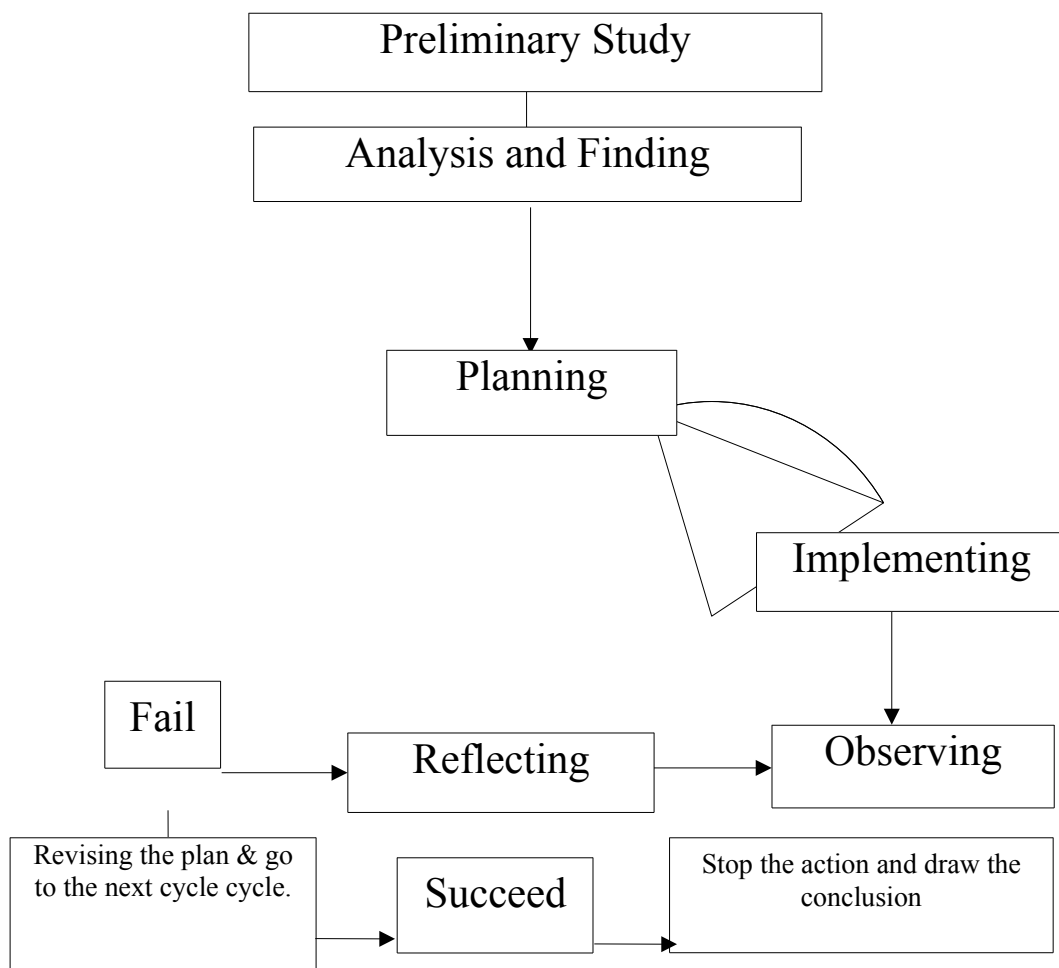 Preliminary Study
Analysis and Finding
Planning
Implementing
Fail
Reflecting
Observing
Revising the plan & go
to the next cycle cycle.
Succeed
Stop the action and draw the
conclusion